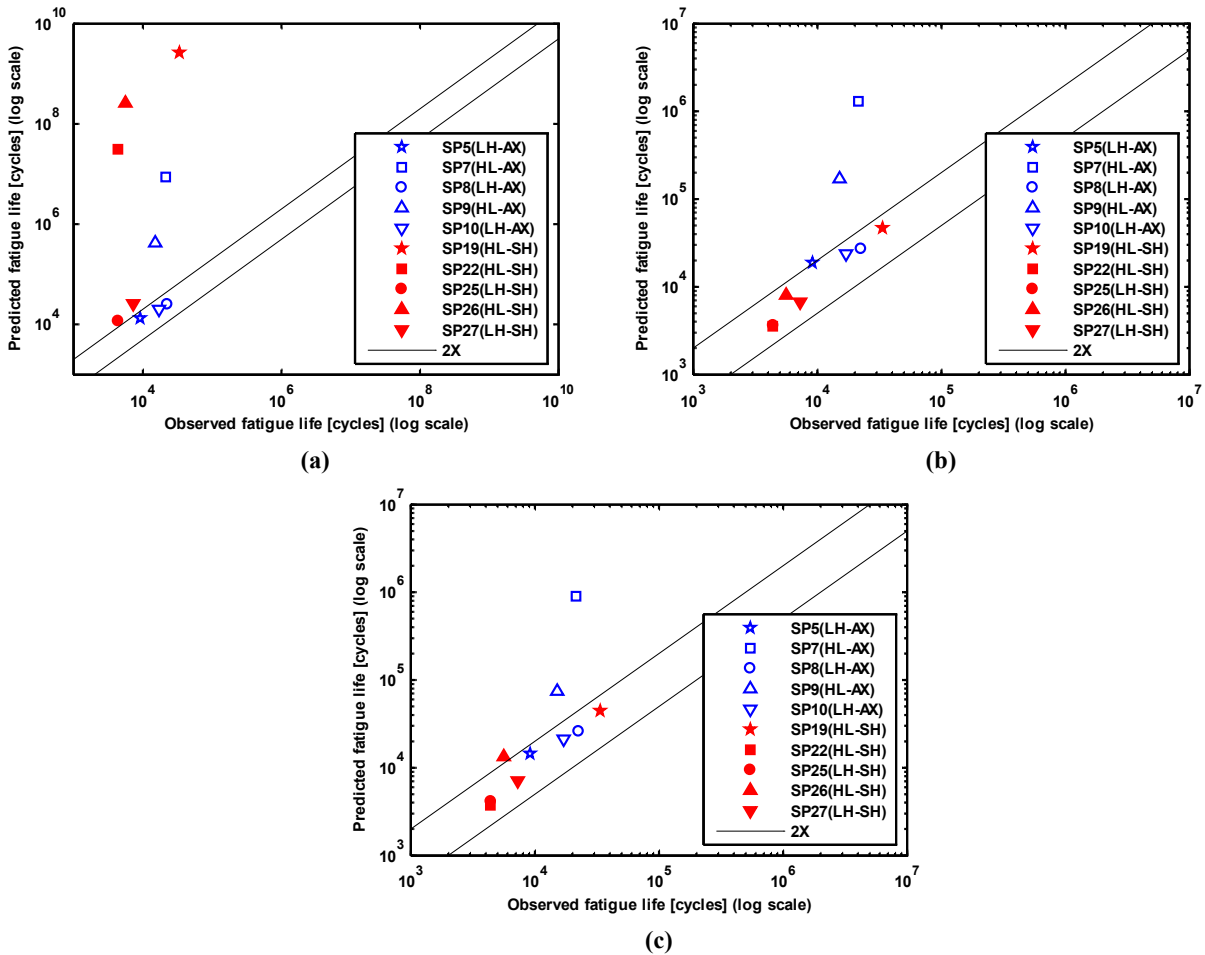 Predicted fatigue life [cycles] (log scale)
10^10
10^8
10^6
10^4
10^4
10^6
10^8
10^10
Observed fatigue life [cycles] (log scale)
SP5(LH-AX)
SP7(HL-AX)
SP8(LH-AX)
SP9(HL-AX)
SP10(LH-AX)
SP19(HL-SH)
SP22(HL-SH)
SP25(LH-SH)
SP26(HL-SH)
SP27(LH-SH)
2X
(a)
Predicted fatigue life [cycles] (log scale)
10^7
10^6
10^5
10^4
10^3
10^3
10^4
10^5
10^6
10^7
Observed fatigue life [cycles] (log scale)
SP5(LH-AX)
SP7(HL-AX)
SP8(LH-AX)
SP9(HL-AX)
SP10(LH-AX)
SP19(HL-SH)
SP22(HL-SH)
SP25(LH-SH)
SP26(HL-SH)
SP27(LH-SH)
2X
(b)
Predicted fatigue life [cycles] (log scale)
10^7
10^6
10^5
10^4
10^3
10^3
10^4
10^5
10^6
10^7
Observed fatigue life [cycles] (log scale)
SP5(LH-AX)
SP7(HL-AX)
SP8(LH-AX)
SP9(HL-AX)
SP10(LH-AX)
SP19(HL-SH)
SP22(HL-SH)
SP25(LH-SH)
SP26(HL-SH)
SP27(LH-SH)
2X
(c)